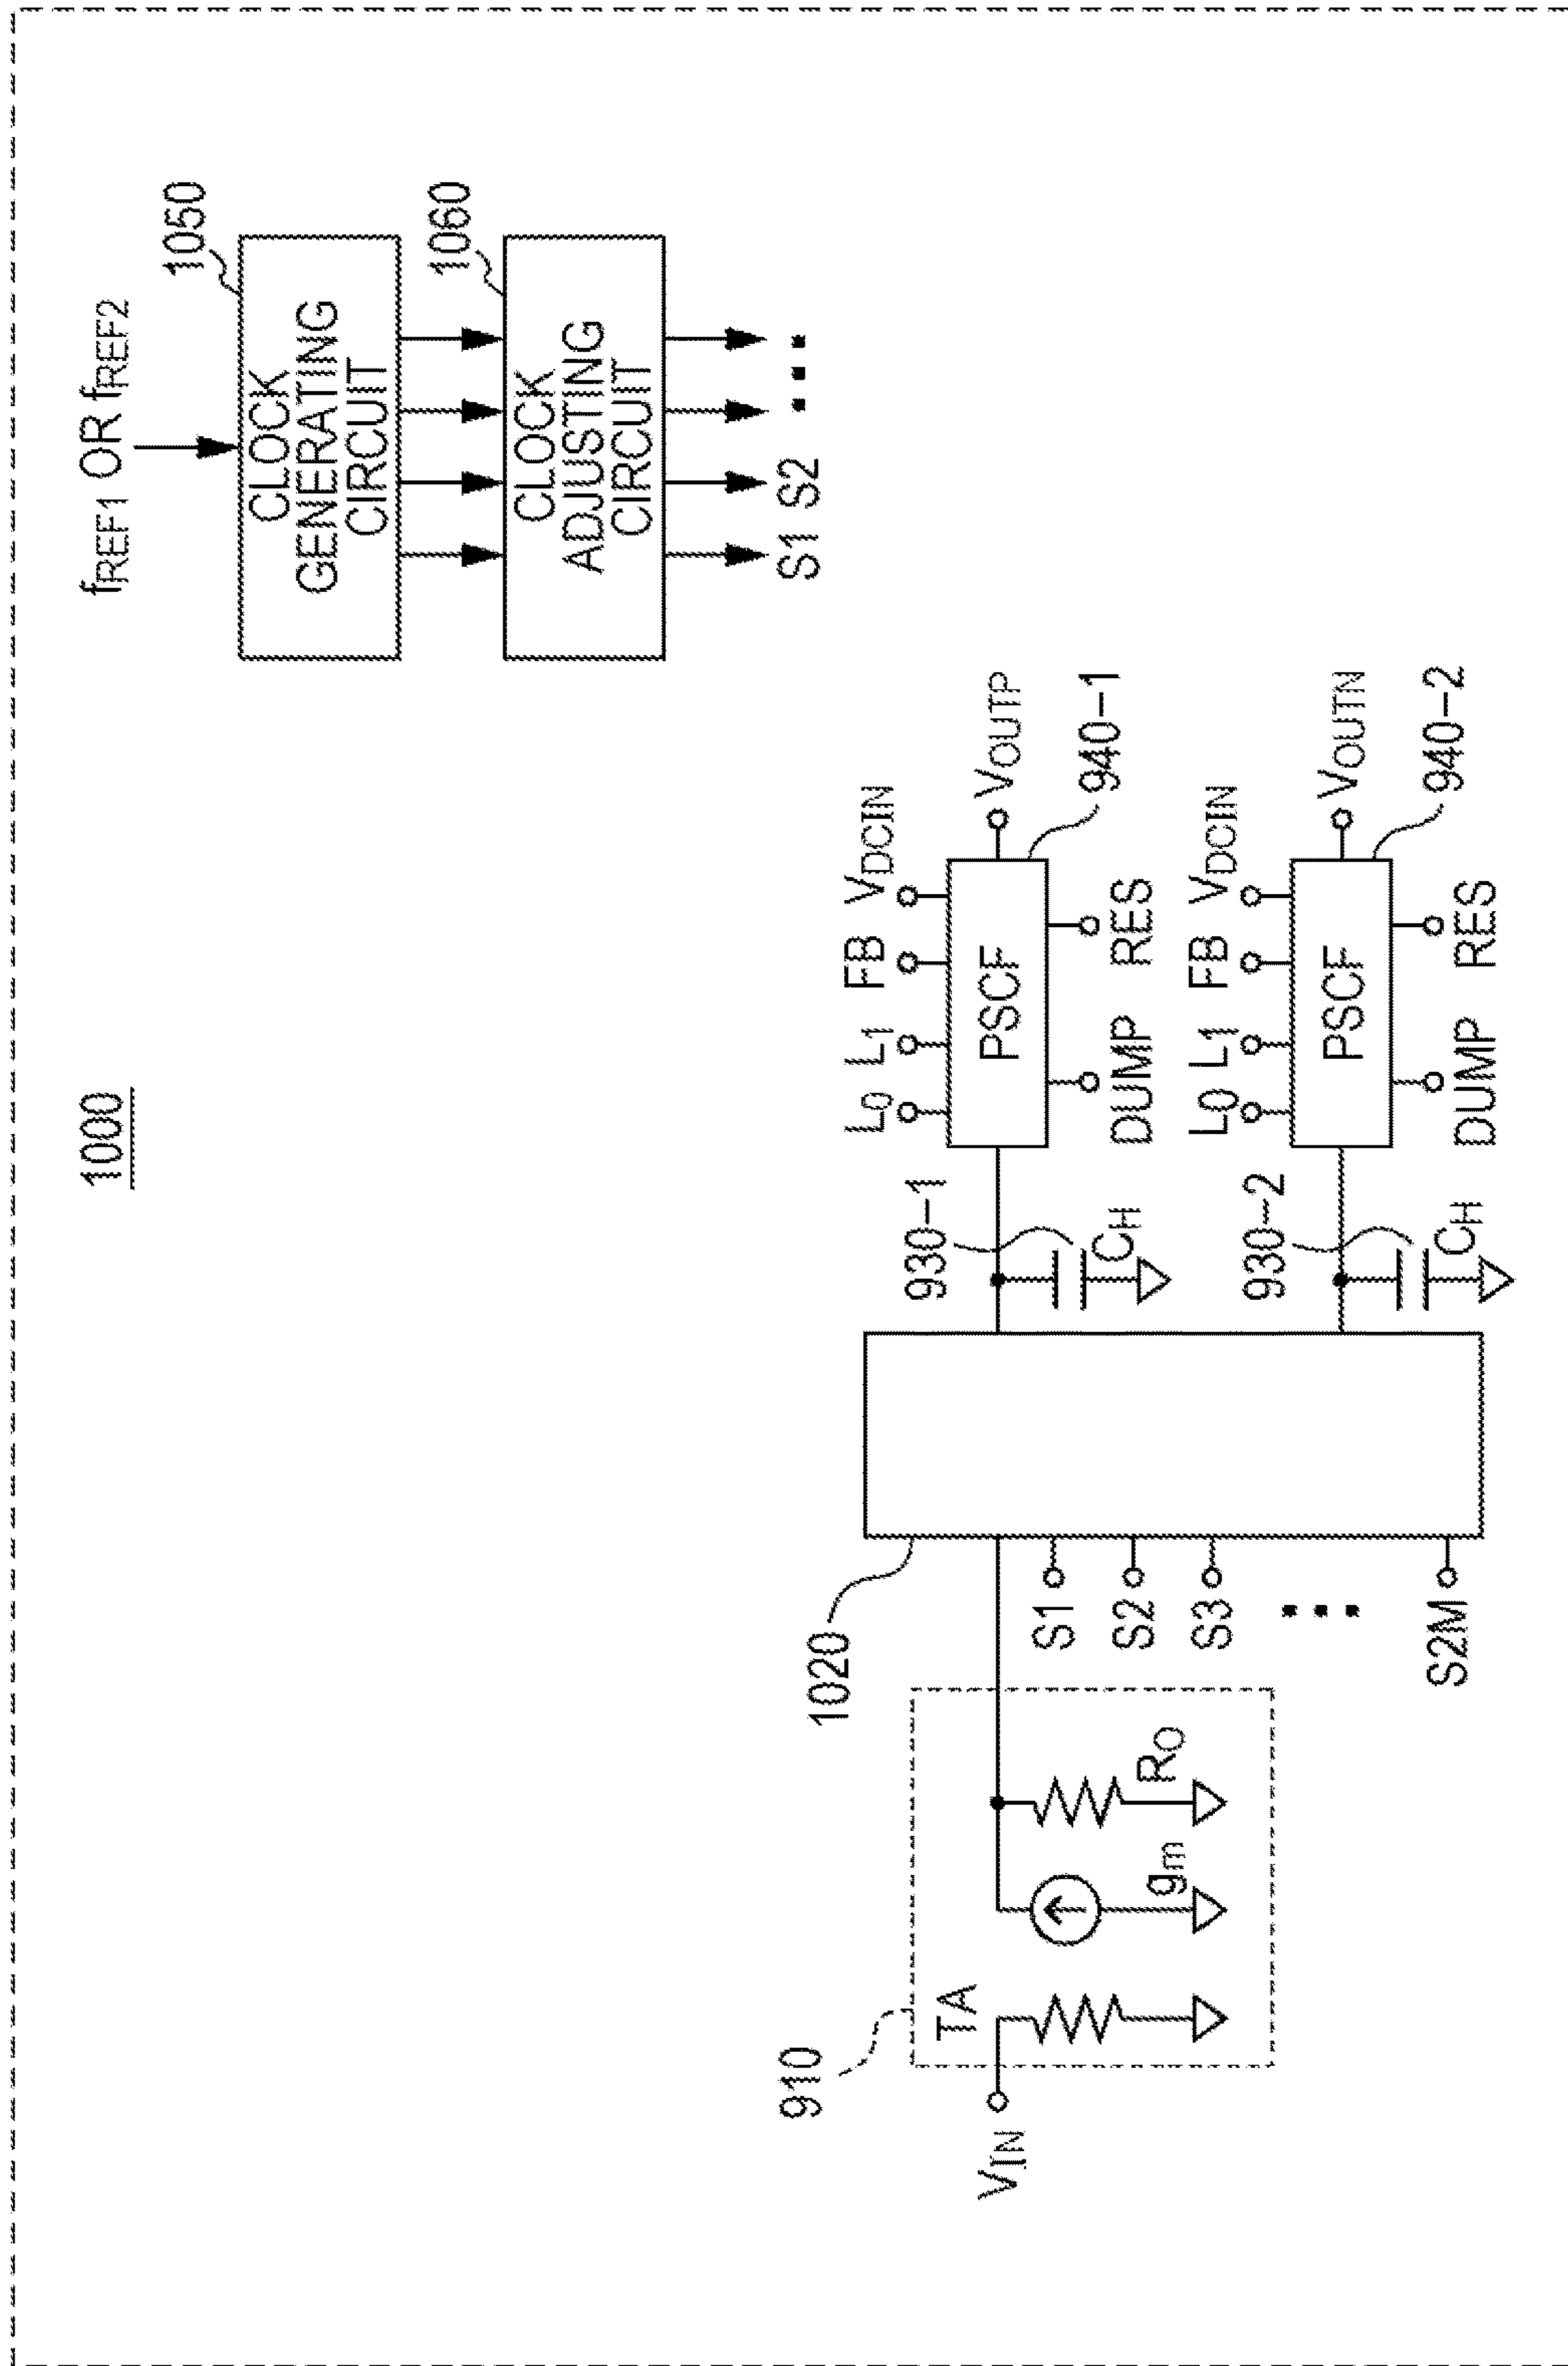 1000
fREF1 OR fREF2
1050
CLOCK
GENERATING
CIRCUIT
1060
CLOCK
ADJUSTING
CIRCUIT
S1 S2 ...
910
TA
VIN
gm
RO
1020
S1
S2
S3
⋮
S2M
930-1
CH
L0 L1 FB VDCIN
PSCF
VOUTP
940-1
DUMP RES
930-2
CH
L0 L1 FB VDCIN
PSCF
VOUTN
940-2
DUMP RES